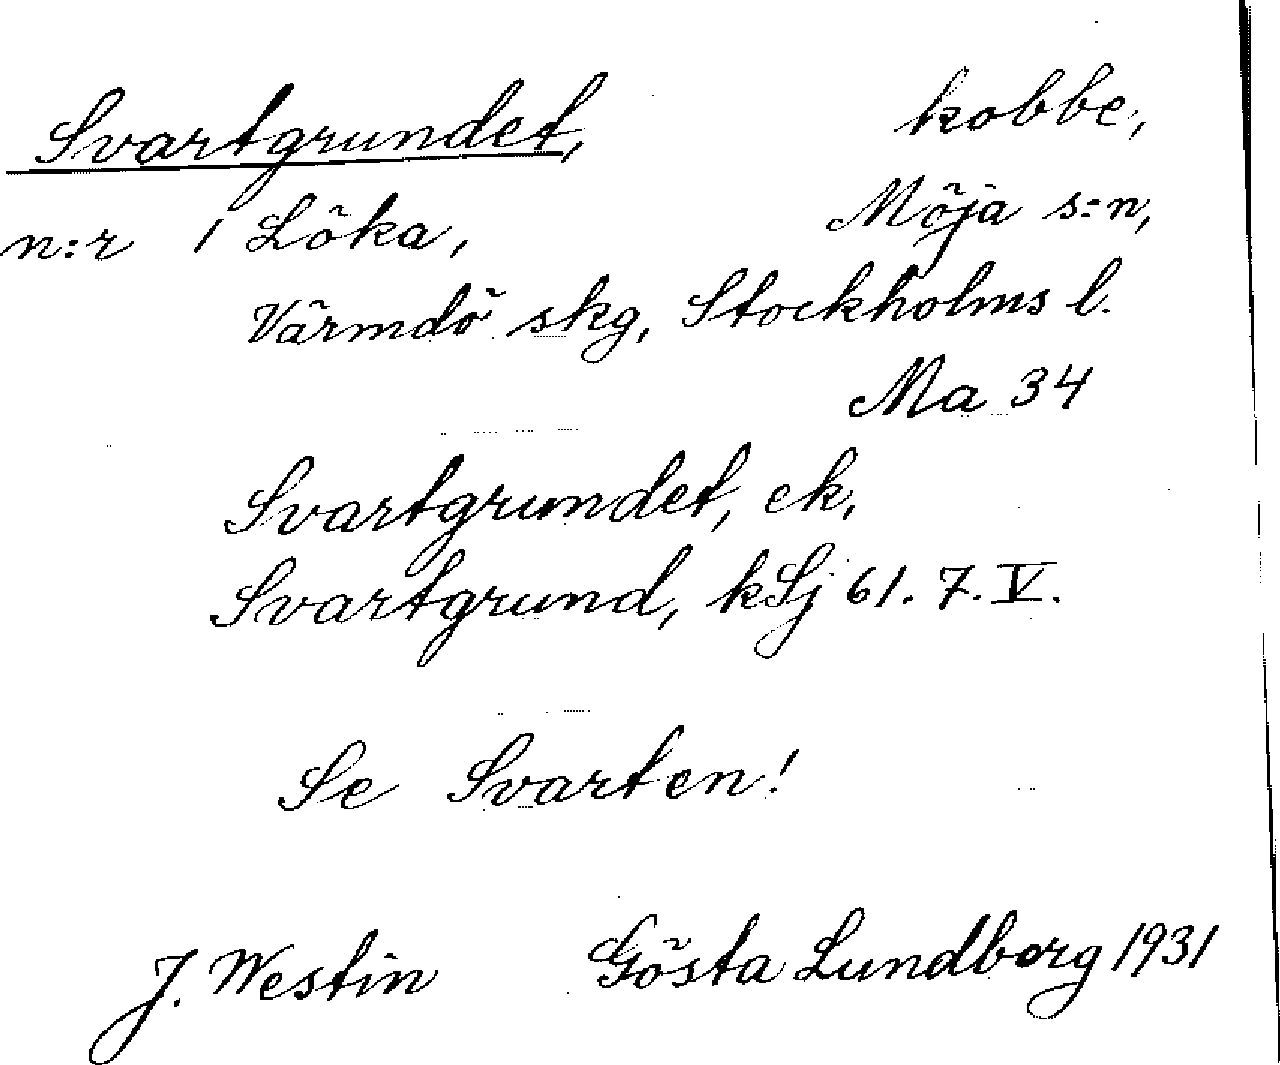 Svartgrundet, kobbe,
n:r 1 Löka, Möja s:n,
Värmdö skg, Stockholms l.
Ma 34
Svartgrundet, ek,
Svartgrund, kSj 61. 7. V.
Se Svarten!
J. Westin Gösta Lundberg 1931